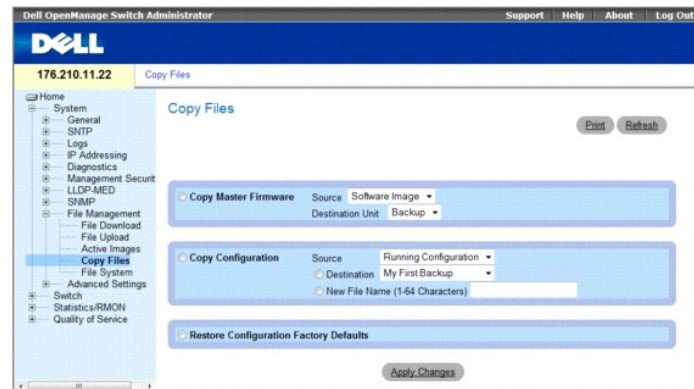 Dell OpenManage Switch Administrator
Support Help About Log Out
DELL
176.210.11.22
Copy Files
Home
System
General
SNTP
Logs
IP Addressing
Diagnostics
Management Securit
LLDP-MED
SNMP
File Management
File Download
File Upload
Active Images
Copy Files
File System
Advanced Settings
Switch
Statistics/RMON
Quality of Service
Copy Files
Print Refresh
Copy Master Firmware Source Software Image
Destination Unit Backup
Copy Configuration Source Running Configuration
Destination My First Backup
New File Name (1-64 Characters)
Restore Configuration Factory Defaults
Apply Changes